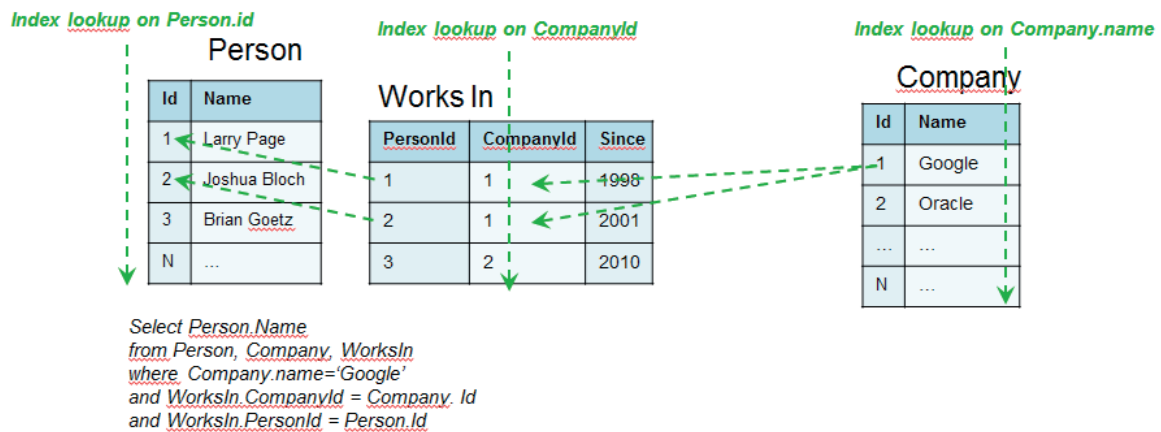 Index lookup on Person.id
Index lookup on CompanyId
Index lookup on Company.name
Person
Id Name
1 Larry Page
2 Joshua Bloch
3 Brian Goetz
N ...
Works In
PersonId CompanyId Since
1 1 1998
2 1 2001
3 2 2010
Company
Id Name
1 Google
2 Oracle
... ...
N ...
Select Person.Name
from Person, Company, WorksIn
where Company.name=‘Google’
and WorksIn.CompanyId = Company. Id
and WorksIn.PersonId = Person.Id